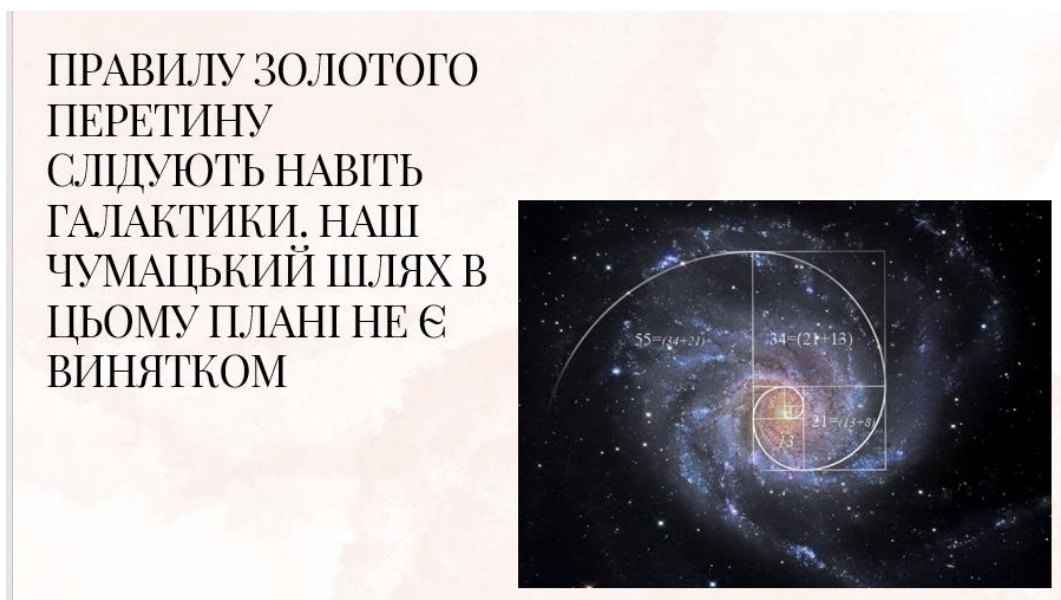 ПРАВИЛУ ЗОЛОТОГО
ПЕРЕТИНУ
СЛІДУЮТЬ НАВІТЬ
ГАЛАКТИКИ. НАШ
ЧУМАЦЬКИЙ ШЛЯХ В
ЦЬОМУ ПЛАНІ НЕ Є
ВИНЯТКОМ
55=(34+21)
34=(21+13)
8
21=(13+8)
13